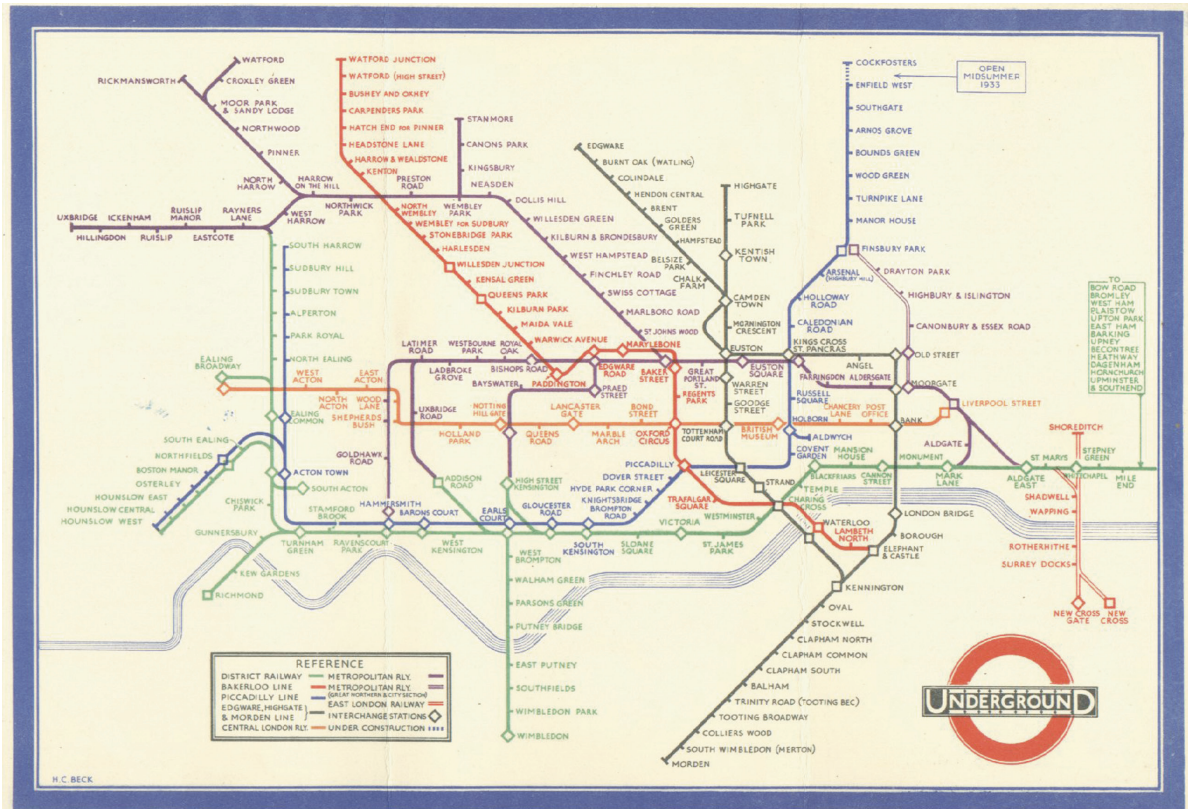 WATFORD
CROXLEY GREEN
RICKMANSWORTH
MOOR PARK
& SANDY LODGE
NORTHWOOD
PINNER
NORTH
HARROW
HARROW
ON THE HILL
NORTHWICK
PARK
PRESTON
ROAD
WEMBLEY
PARK
STANMORE
CANONS PARK
KINGSBURY
NEASDEN
DOLLIS HILL
WILLESDEN GREEN
KILBURN & BRONDESBURY
WEST HAMPSTEAD
FINCHLEY ROAD
SWISS COTTAGE
MARLBORO ROAD
ST JOHNS WOOD
UXBRIDGE
HILLINGDON
ICKENHAM
RUISLIP
RUISLIP
MANOR
EASTCOTE
RAYNERS
LANE
WEST
HARROW
WATFORD JUNCTION
WATFORD (HIGH STREET)
BUSHEY AND OXHEY
CARPENDERS PARK
HATCH END FOR PINNER
HEADSTONE LANE
HARROW & WEALDSTONE
KENTON
NORTH
WEMBLEY
WEMBLEY FOR SUDBURY
STONEBRIDGE PARK
HARLESDEN
WILLESDEN JUNCTION
KENSAL GREEN
QUEENS PARK
KILBURN PARK
MAIDA VALE
WARWICK AVENUE
PADDINGTON
EDGWARE
ROAD
MARYLEBONE
BAKER
STREET
REGENTS
PARK
OXFORD
CIRCUS
PICCADILLY
TRAFALGAR
SQUARE
WATERLOO
LAMBETH
NORTH
ELEPHANT
& CASTLE
EDGWARE
BURNT OAK (WATLING)
COLINDALE
HENDON CENTRAL
BRENT
GOLDERS
GREEN
HAMPSTEAD
BELSIZE
PARK
CHALK
FARM
HIGHGATE
TUFNELL
PARK
KENTISH
TOWN
CAMDEN
TOWN
MORNINGTON
CRESCENT
EUSTON
WARREN
STREET
GOODGE
STREET
TOTTENHAM
COURT ROAD
LEICESTER
SQUARE
STRAND
CHARING
CROSS
KINGS CROSS
ST. PANCRAS
ANGEL
OLD STREET
MOORGATE
BANK
LONDON BRIDGE
BOROUGH
KENNINGTON
OVAL
STOCKWELL
CLAPHAM NORTH
CLAPHAM COMMON
CLAPHAM SOUTH
BALHAM
TRINITY ROAD (TOOTING BEC)
TOOTING BROADWAY
COLLIERS WOOD
SOUTH WIMBLEDON (MERTON)
MORDEN
COCKFOSTERS
OPEN
MIDSUMMER
1933
ENFIELD WEST
SOUTHGATE
ARNOS GROVE
BOUNDS GREEN
WOOD GREEN
TURNPIKE LANE
MANOR HOUSE
FINSBURY PARK
ARSENAL
(HIGHBURY HILL)
HOLLOWAY
ROAD
CALEDONIAN
ROAD
RUSSELL
SQUARE
HOLBORN
ALDWYCH
COVENT
GARDEN
DRAYTON PARK
HIGHBURY & ISLINGTON
CANONBURY & ESSEX ROAD
TO
BOW ROAD
BROMLEY
WEST HAM
PLAISTOW
UPTON PARK
EAST HAM
BARKING
UPNEY
BECONTREE
HEATHWAY
DAGENHAM
HORNCHURCH
UPMINSTER
& SOUTHEND
SOUTH HARROW
SUDBURY HILL
SUDBURY TOWN
ALPERTON
PARK ROYAL
NORTH EALING
EALING
COMMON
EALING
BROADWAY
WEST
ACTON
NORTH
ACTON
EAST
ACTON
WOOD
LANE
SHEPHERDS
BUSH
HOLLAND
PARK
NOTTING
HILL GATE
QUEENS
ROAD
LANCASTER
GATE
MARBLE
ARCH
BOND
STREET
BRITISH
MUSEUM
CHANCERY
LANE
POST
OFFICE
LIVERPOOL STREET
LATIMER
ROAD
LADBROKE
GROVE
WESTBOURNE
PARK
ROYAL
OAK
BISHOPS ROAD
BAYSWATER
PRAED
STREET
GREAT
PORTLAND
ST.
EUSTON
SQUARE
FARRINGDON
ALDERSGATE
ALDGATE
UXBRIDGE
ROAD
GOLDHAWK
ROAD
ADDISON
ROAD
HIGH STREET
KENSINGTON
SOUTH EALING
NORTHFIELDS
BOSTON MANOR
OSTERLEY
HOUNSLOW EAST
HOUNSLOW CENTRAL
HOUNSLOW WEST
ACTON TOWN
SOUTH ACTON
CHISWICK
PARK
GUNNERSBURY
KEW GARDENS
RICHMOND
TURNHAM
GREEN
STAMFORD
BROOK
RAVENSCOURT
PARK
HAMMERSMITH
BARONS COURT
WEST
KENSINGTON
EARLS
COURT
GLOUCESTER
ROAD
SOUTH
KENSINGTON
BROMPTON
ROAD
KNIGHTSBRIDGE
HYDE PARK CORNER
DOVER STREET
SLOANE
SQUARE
VICTORIA
ST. JAMES
PARK
WESTMINSTER
TEMPLE
BLACKFRIARS
MANSION
HOUSE
CANNON
STREET
MONUMENT
MARK
LANE
ALDGATE
EAST
ST MARYS
WHITECHAPEL
STEPNEY
GREEN
MILE
END
SHOREDITCH
SHADWELL
WAPPING
ROTHERHITHE
SURREY DOCKS
NEW CROSS
GATE
NEW
CROSS
WEST
BROMPTON
WALHAM GREEN
PARSONS GREEN
PUTNEY BRIDGE
EAST PUTNEY
SOUTHFIELDS
WIMBLEDON PARK
WIMBLEDON
REFERENCE
DISTRICT RAILWAY
BAKERLOO LINE
PICCADILLY LINE
EDGWARE, HIGHGATE
& MORDEN LINE
CENTRAL LONDON RLY.
METROPOLITAN RLY.
METROPOLITAN RLY.
(GREAT NORTHERN & CITY SECTION)
EAST LONDON RAILWAY
INTERCHANGE STATIONS
UNDER CONSTRUCTION
UNDERGROUND
H.C. BECK